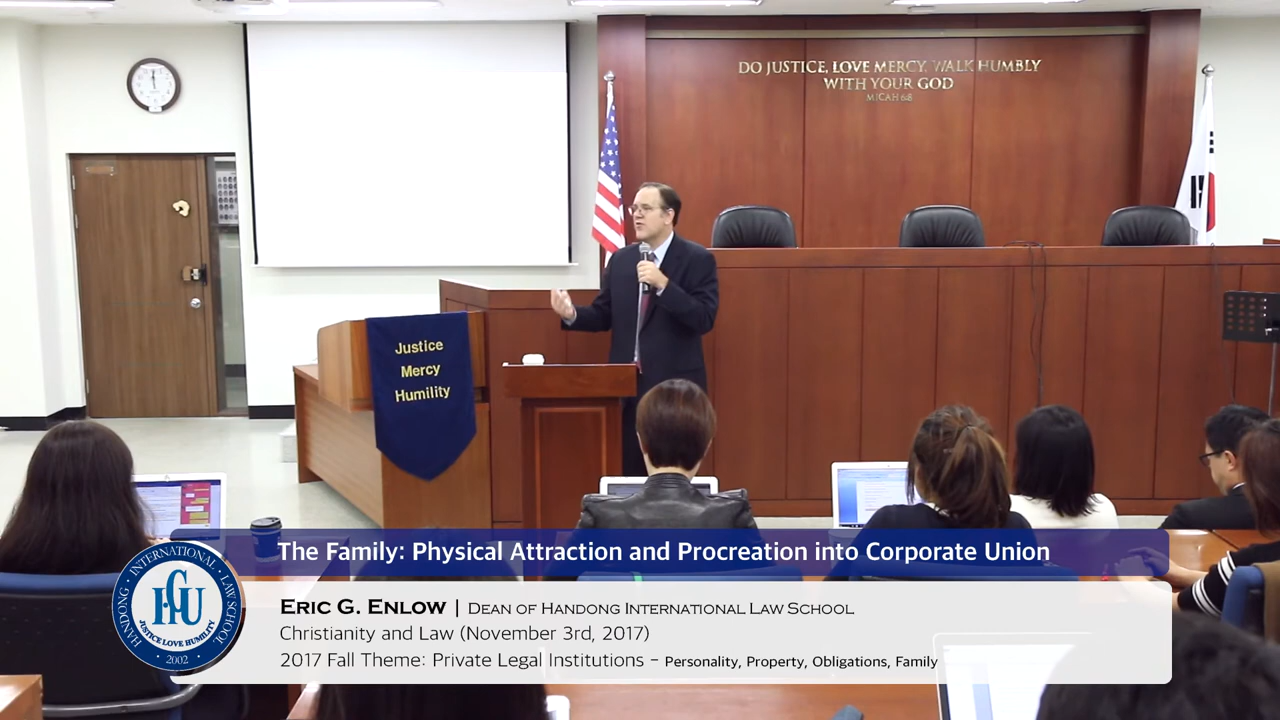 DO JUSTICE, LOVE MERCY, WALK HUMBLY
WITH YOUR GOD
MICAH 6:8
Justice
Mercy
Humility
The Family: Physical Attraction and Procreation into Corporate Union
HANDONG · INTERNATIONAL · LAW SCHOOL
JUSTICE LOVE HUMILITY
· 2002 ·
ERIC G. ENLOW | DEAN OF HANDONG INTERNATIONAL LAW SCHOOL
Christianity and Law (November 3rd, 2017)
2017 Fall Theme: Private Legal Institutions – Personality, Property, Obligations, Family